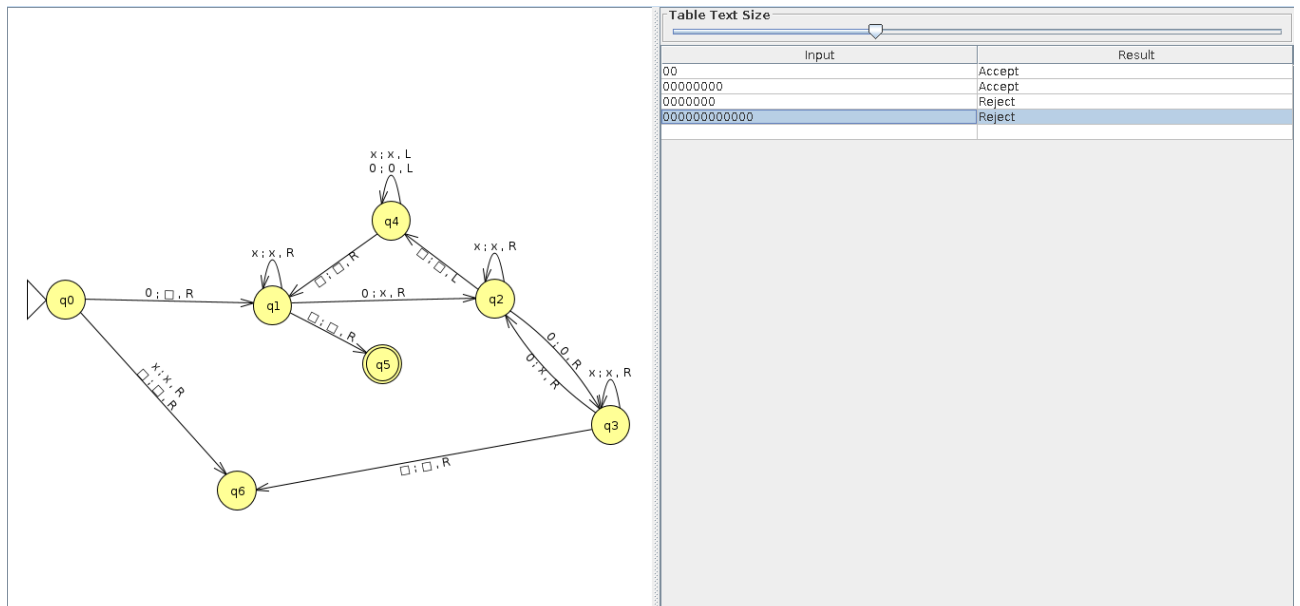 Table Text Size
Input Result
00 Accept
00000000 Accept
0000000 Reject
000000000000 Reject
x ; x , L
0 ; 0 , L
q4
x ; x , R
x ; x , R
□ ; □ , R
□ ; □ , L
q0
0 ; □ , R
q1
0 ; x , R
q2
□ ; □ , R
q5
0 ; 0 , R
0 ; x , R
x ; x , R
x ; x , R
□ ; □ , R
q3
□ ; □ , R
q6